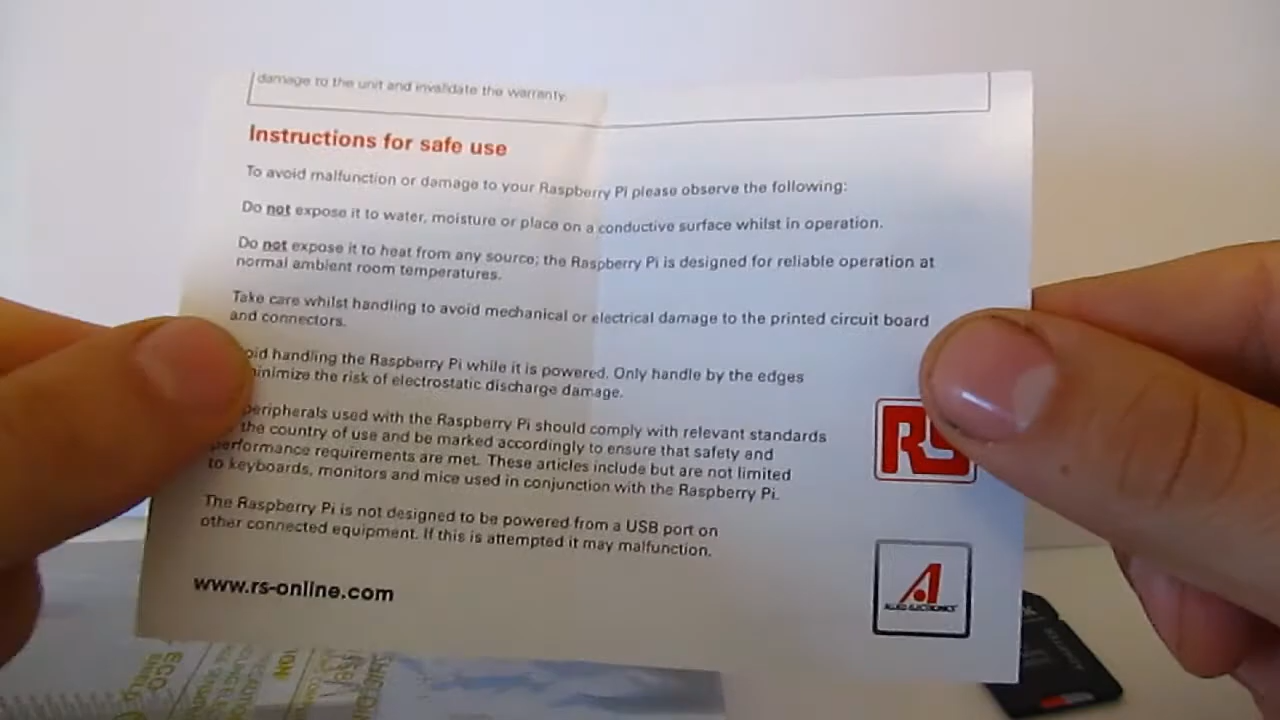 damage to the unit and invalidate the warranty.
Instructions for safe use
To avoid malfunction or damage to your Raspberry Pi please observe the following:
Do not expose it to water, moisture or place on a conductive surface whilst in operation.
Do not expose it to heat from any source; the Raspberry Pi is designed for reliable operation at
normal ambient room temperatures.
Take care whilst handling to avoid mechanical or electrical damage to the printed circuit board
and connectors.
oid handling the Raspberry Pi while it is powered. Only handle by the edges
minimize the risk of electrostatic discharge damage.
peripherals used with the Raspberry Pi should comply with relevant standards
the country of use and be marked accordingly to ensure that safety and
performance requirements are met. These articles include but are not limited
to keyboards, monitors and mice used in conjunction with the Raspberry Pi.
The Raspberry Pi is not designed to be powered from a USB port on
other connected equipment. If this is attempted it may malfunction.
www.rs-online.com
RS
ALLIED ELECTRONICS
ECO
ION